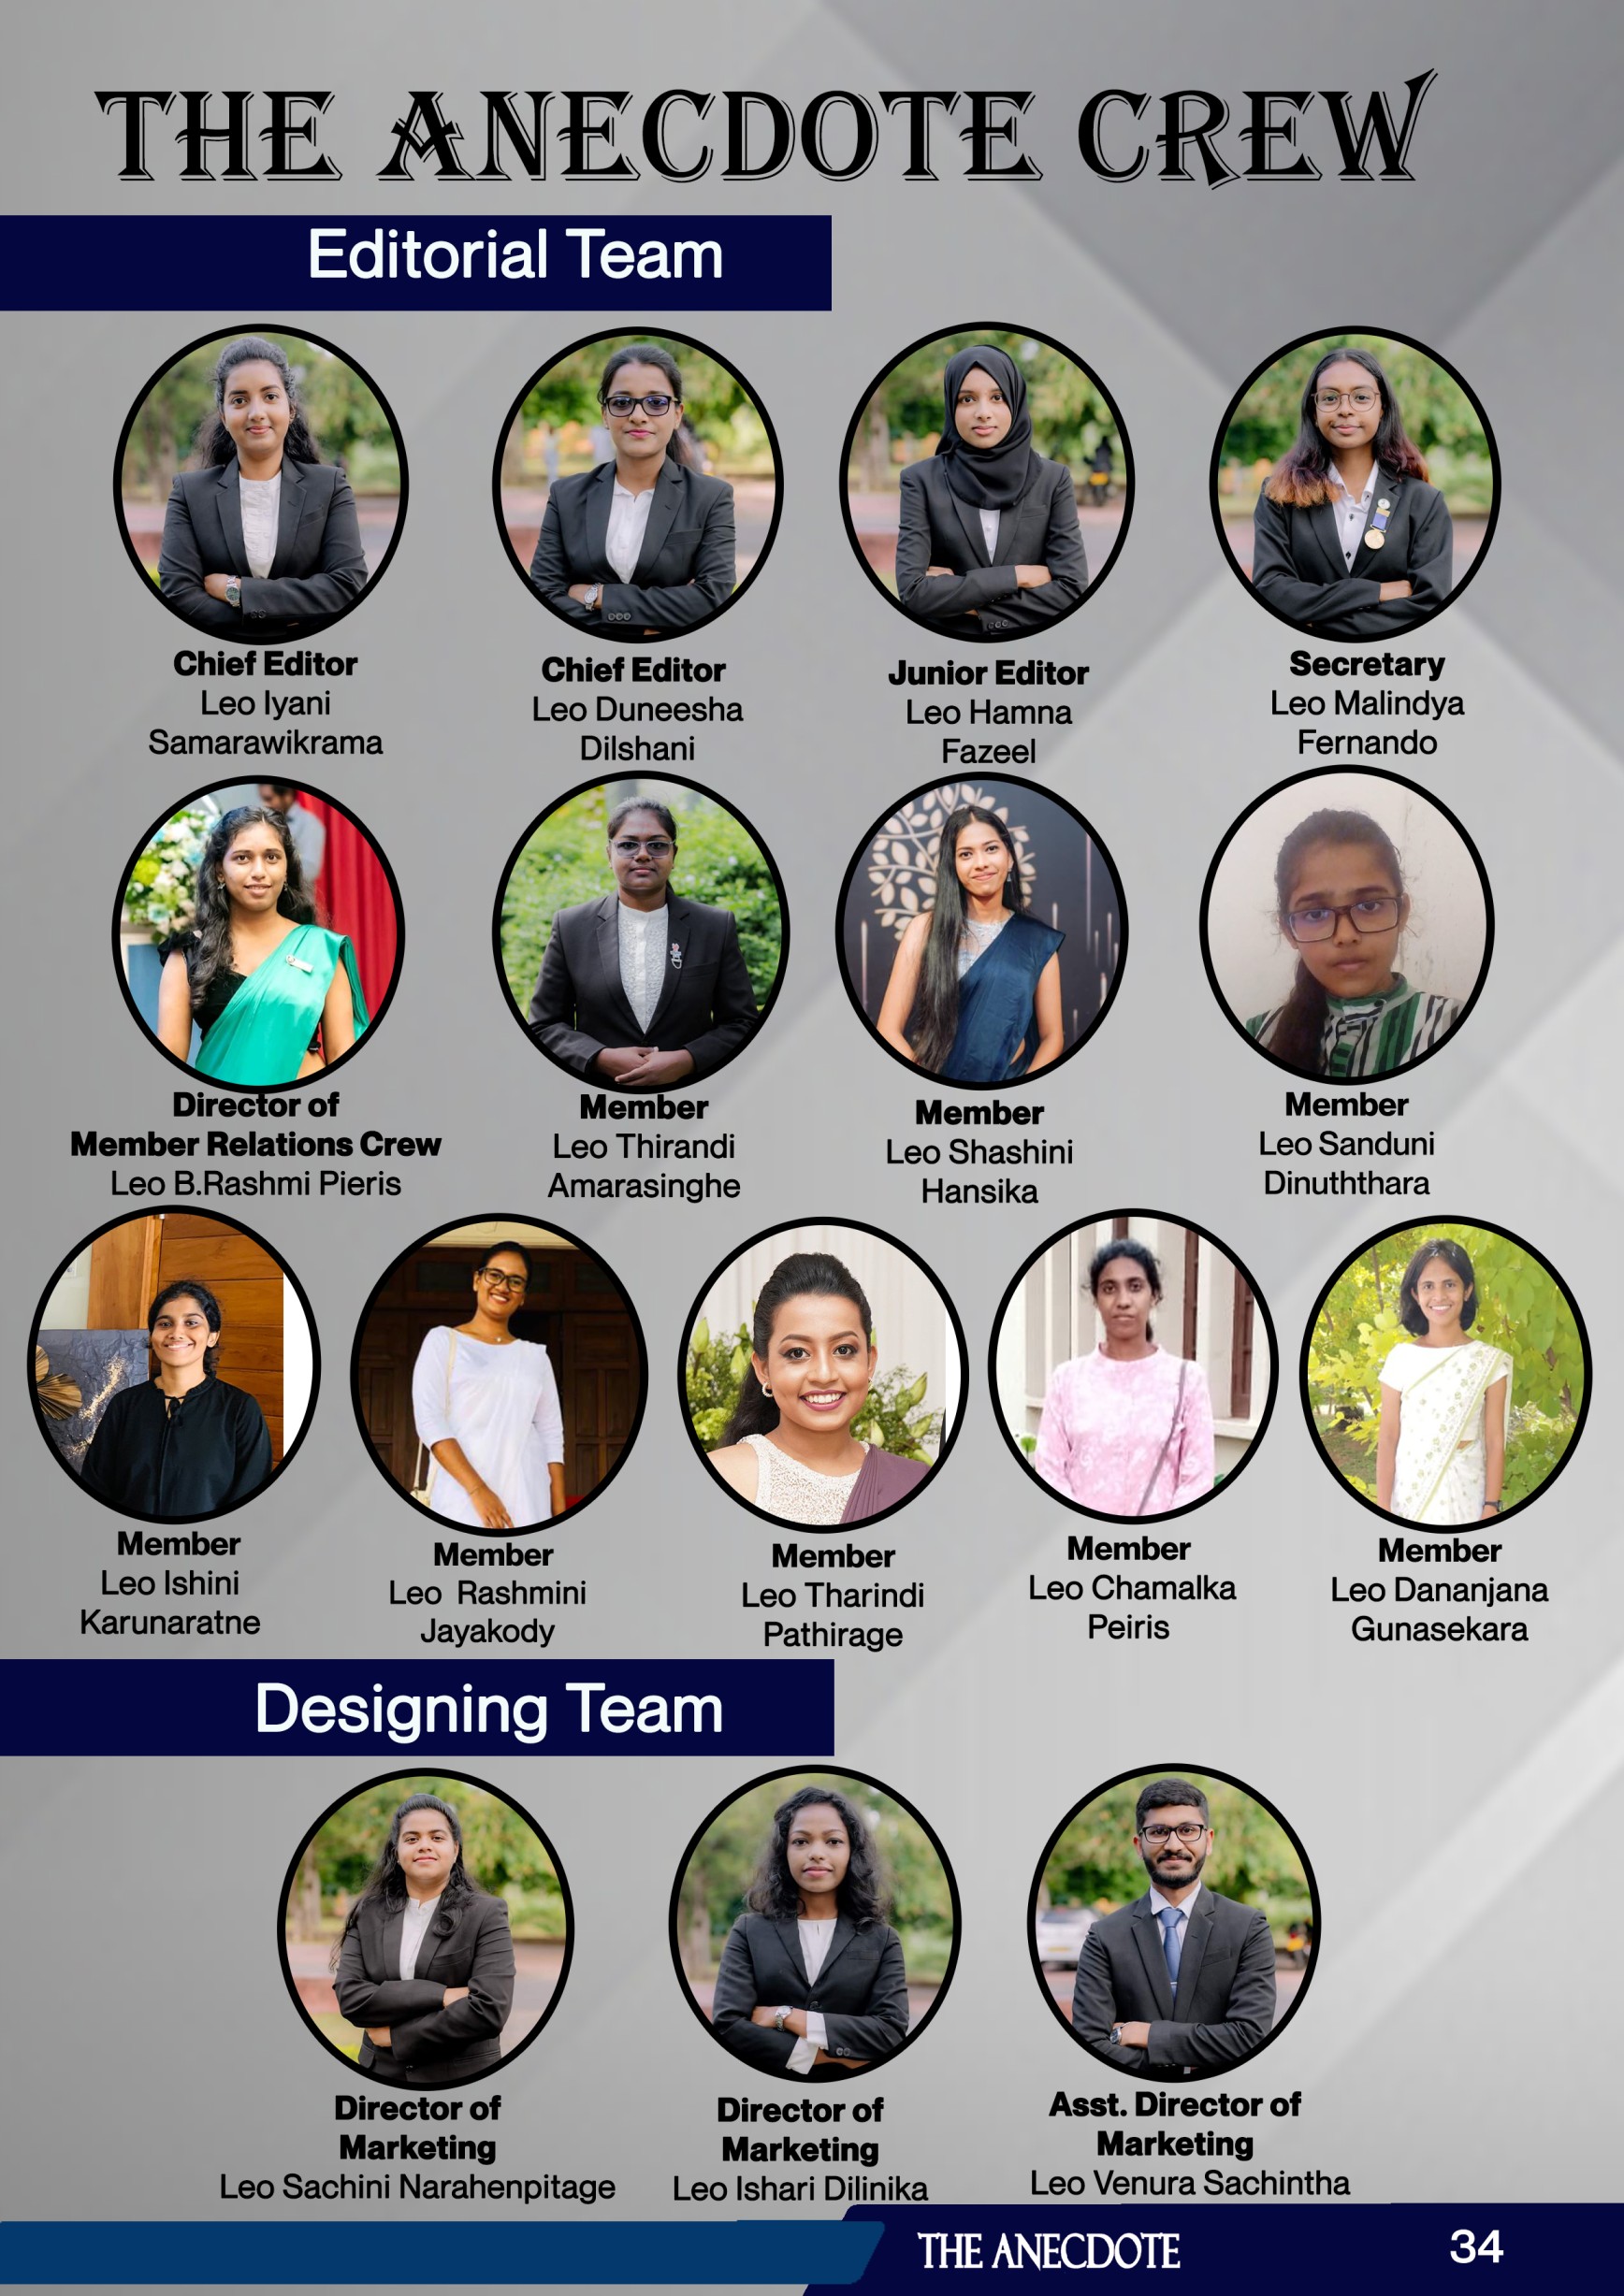 THE ANECDOTE CREW
Editorial Team
Chief Editor
Leo Iyani
Samarawikrama
Chief Editor
Leo Duneesha
Dilshani
Junior Editor
Leo Hamna
Fazeel
Secretary
Leo Malindya
Fernando
Director of
Member Relations Crew
Leo B.Rashmi Pieris
Member
Leo Thirandi
Amarasinghe
Member
Leo Shashini
Hansika
Member
Leo Sanduni
Dinuththara
Member
Leo Ishini
Karunaratne
Member
Leo Rashmini
Jayakody
Member
Leo Tharindi
Pathirage
Member
Leo Chamalka
Peiris
Member
Leo Dananjana
Gunasekara
Designing Team
Director of
Marketing
Leo Sachini Narahenpitage
Director of
Marketing
Leo Ishari Dilinika
Asst. Director of
Marketing
Leo Venura Sachintha
THE ANECDOTE
34